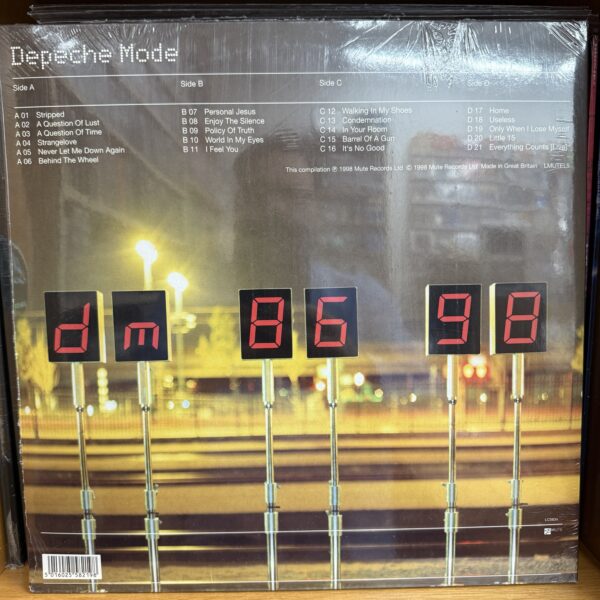 Depeche Mode
Side A
Side B
Side C
Side D
A 01 Stripped
A 02 A Question Of Lust
A 03 A Question Of Time
A 04 Strangelove
A 05 Never Let Me Down Again
A 06 Behind The Wheel
B 07 Personal Jesus
B 08 Enjoy The Silence
B 09 Policy Of Truth
B 10 World In My Eyes
B 11 I Feel You
C 12 Walking In My Shoes
C 13 Condemnation
C 14 In Your Room
C 15 Barrel Of A Gun
C 16 It's No Good
D 17 Home
D 18 Useless
D 19 Only When I Lose Myself
D 20 Little 15
D 21 Everything Counts [Live]
This compilation ℗ 1998 Mute Records Ltd © 1998 Mute Records Ltd Made in Great Britain LMUTEL5
dm 86 98
MUTE
5 016025 582198